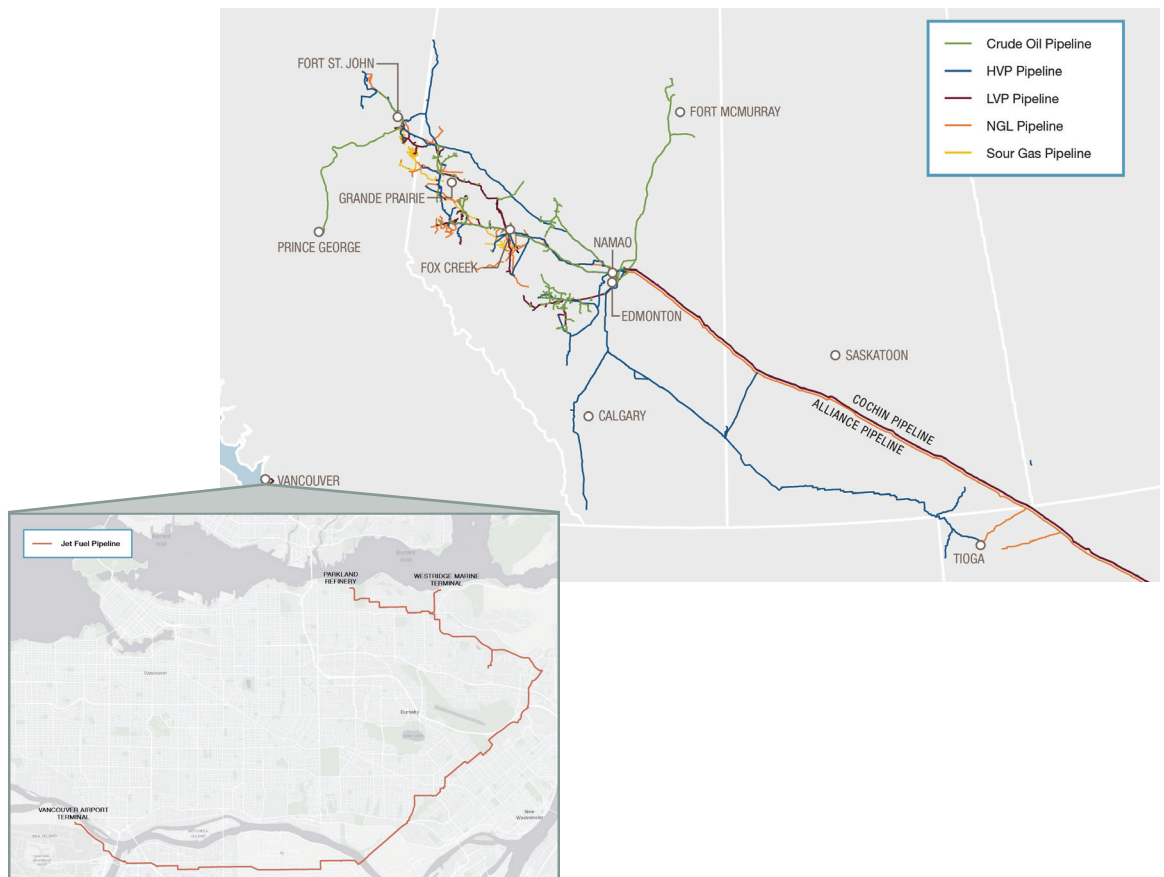 Crude Oil Pipeline
HVP Pipeline
LVP Pipeline
NGL Pipeline
Sour Gas Pipeline
FORT ST. JOHN
FORT MCMURRAY
GRANDE PRAIRIE
PRINCE GEORGE
NAMAO
FOX CREEK
EDMONTON
SASKATOON
CALGARY
COCHIN PIPELINE
ALLIANCE PIPELINE
VANCOUVER
TIOGA
Jet Fuel Pipeline
PARKLAND
REFINERY
WESTRIDGE MARINE
TERMINAL
VANCOUVER
Burnaby
VANCOUVER AIRPORT
TERMINAL
New
Westminster